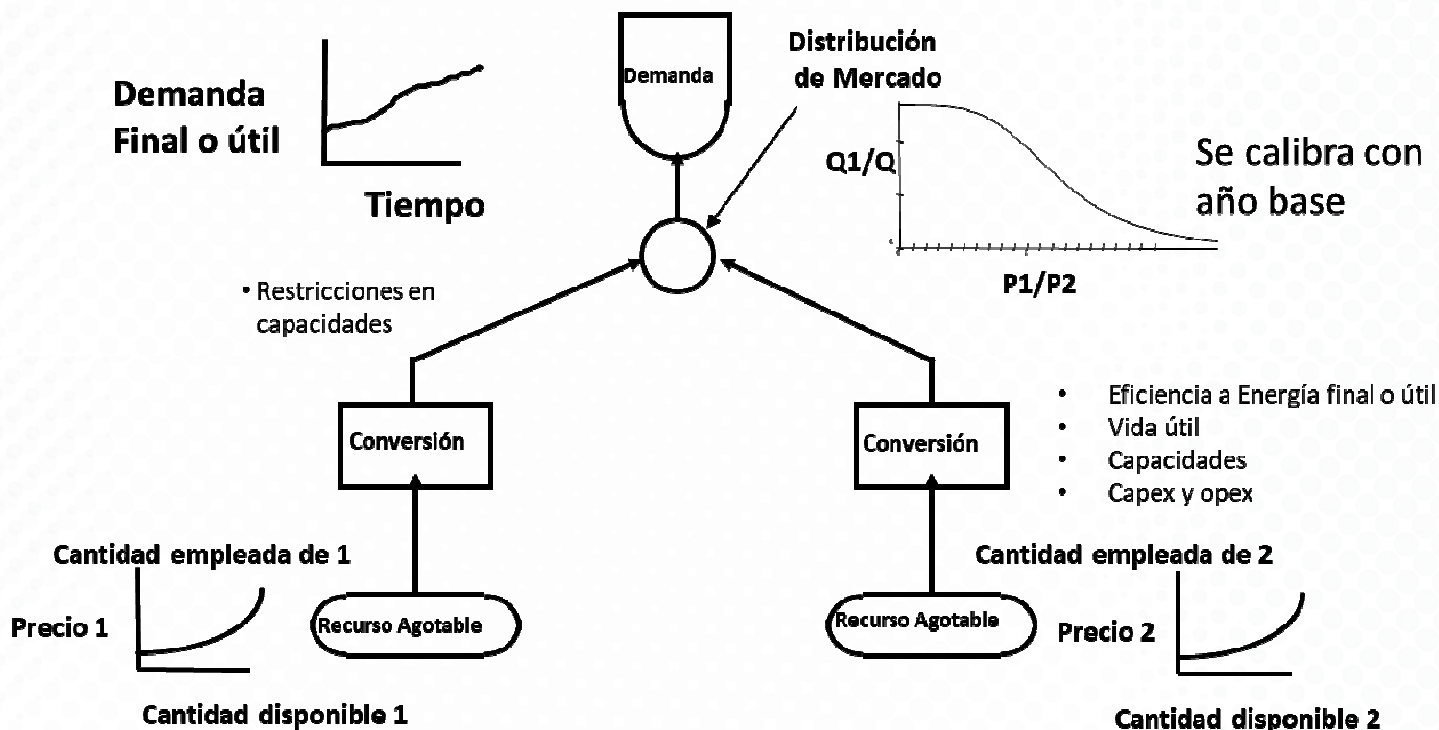 Demanda
Final o útil
Tiempo
Demanda
Distribución
de Mercado
Q1/Q
P1/P2
Se calibra con
año base
• Restricciones en
capacidades
Conversión
Conversión
• Eficiencia a Energía final o útil
• Vida útil
• Capacidades
• Capex y opex
Cantidad empleada de 1
Precio 1
Recurso Agotable
Cantidad disponible 1
Cantidad empleada de 2
Recurso Agotable
Precio 2
Cantidad disponible 2